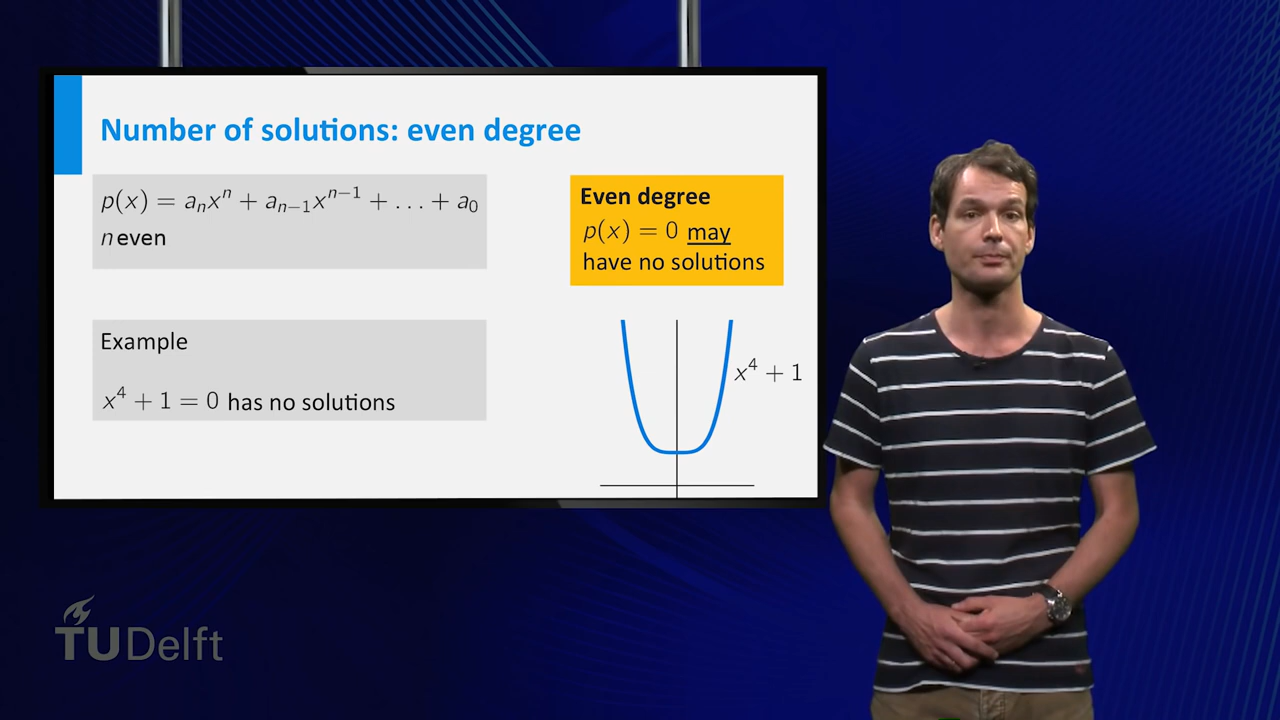 Number of solutions: even degree
p(x) = aₙxⁿ + aₙ₋₁xⁿ⁻¹ + . . . + a₀
n even
Even degree
p(x) = 0 may
have no solutions
Example
x⁴ + 1 = 0 has no solutions
x⁴ + 1
TUDelft